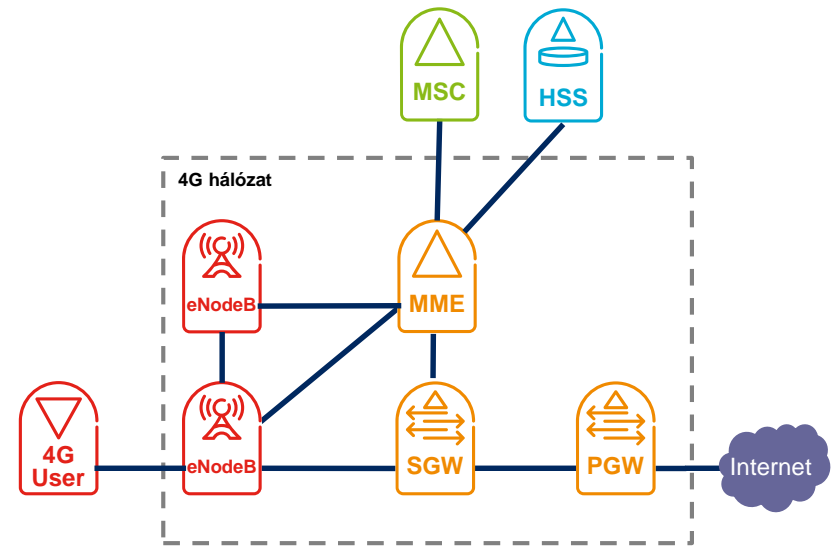 MSC
HSS
4G hálózat
eNodeB
MME
4G
User
eNodeB
SGW
PGW
Internet